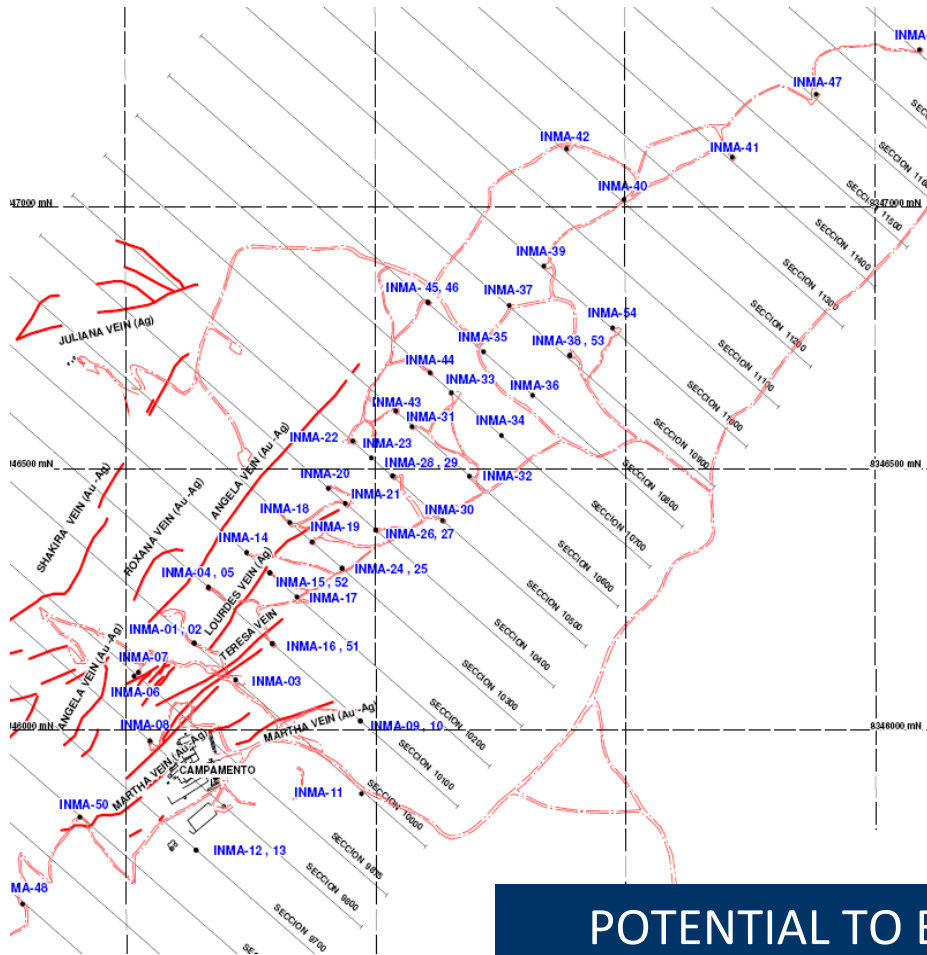 INMA-
INMA-47
INMA-42
INMA-41
INMA-40
SECCION 11500
8347000 mN
47000 mN
SECCION 11400
INMA-39
SECCION 11300
INMA- 45, 46
INMA-37
INMA-54
SECCION 11200
JULIANA VEIN (Ag)
INMA-35
INMA-38 , 53
SECCION 11100
INMA-44
INMA-33
INMA-36
SECCION 11000
INMA-43
INMA-31
INMA-34
INMA-22
INMA-23
SECCION 10900
ANGELA VEIN (Au -Ag)
INMA-28 , 29
8346500 mN
46500 mN
INMA-20
INMA-32
SECCION 10800
SHAKIRA VEIN (Au -Ag)
ROXANA VEIN (Au -Ag)
INMA-21
INMA-18
INMA-19
INMA-30
SECCION 10700
INMA-14
INMA-26, 27
SECCION 10600
INMA-04 , 05
LOURDES VEIN (Ag)
INMA-15 , 52
INMA-24 , 25
INMA-17
SECCION 10500
INMA-01 , 02
TERESA VEIN
INMA-16 , 51
SECCION 10400
INMA-07
INMA-06
INMA-03
SECCION 10300
ANGELA VEIN (Au -Ag)
INMA-08
MARTHA VEIN (Au -Ag)
INMA-09 , 10
8346000 mN
46000 mN
SECCION 10200
CAMPAMENTO
SECCION 10100
MARTHA VEIN (Au -Ag)
INMA-11
SECCION 10000
INMA-50
INMA-12 , 13
SECCION 9800
MA-48
SECCION 9700
POTENTIAL TO E